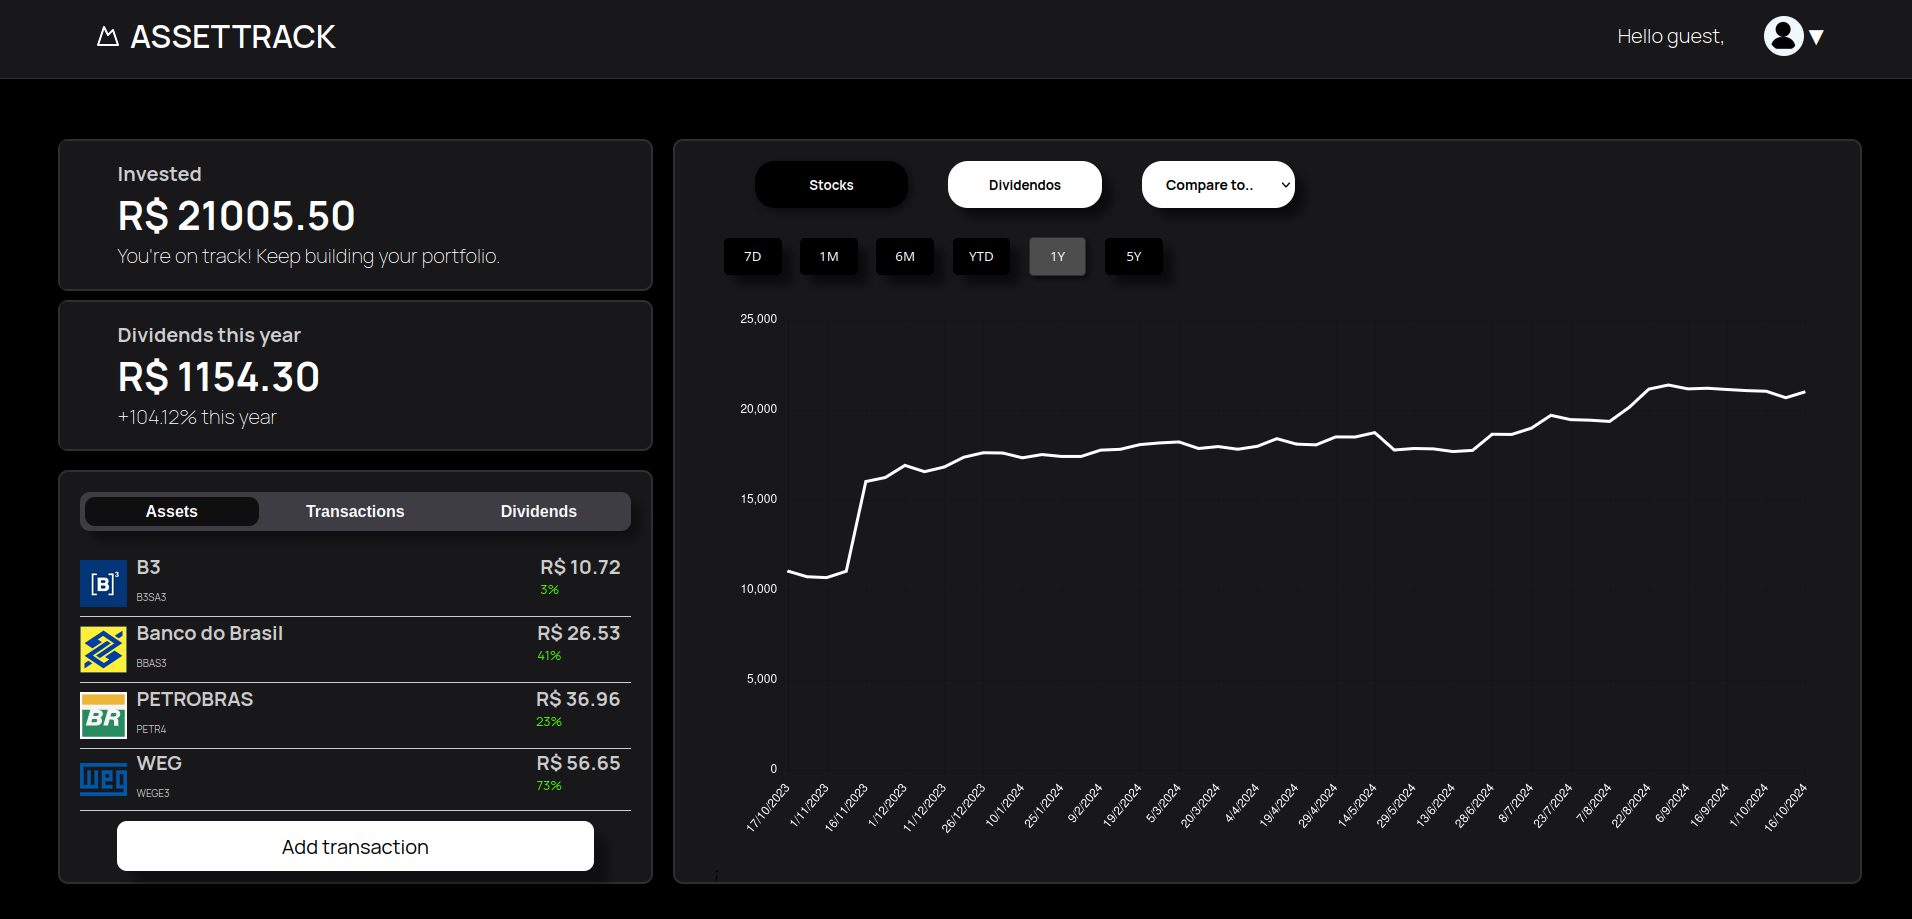 ASSETTRACK
Hello guest,
▼
Invested
R$ 21005.50
You're on track! Keep building your portfolio.
Dividends this year
R$ 1154.30
+104.12% this year
Assets Transactions Dividends
[B]3
B3 R$ 10.72
3%
B3SA3
Banco do Brasil R$ 26.53
41%
BBAS3
BR
PETROBRAS R$ 36.96
23%
PETR4
weg
WEG R$ 56.65
73%
WEGE3
Add transaction
Stocks Dividendos Compare to..
7D 1M 6M YTD 1Y 5Y
25,000
20,000
15,000
10,000
5,000
0
17/10/2023 1/11/2023 16/11/2023 1/12/2023 11/12/2023 26/12/2023 10/1/2024 25/1/2024 9/2/2024 19/2/2024 5/3/2024 20/3/2024 4/4/2024 19/4/2024 29/4/2024 14/5/2024 29/5/2024 13/6/2024 28/6/2024 8/7/2024 23/7/2024 7/8/2024 22/8/2024 6/9/2024 16/9/2024 1/10/2024 16/10/2024
;